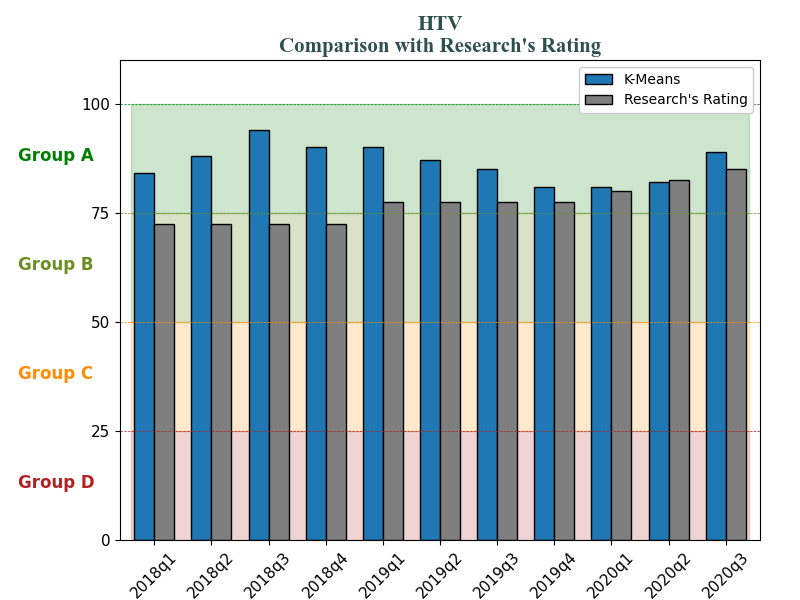 HTV
Comparison with Research's Rating
K-Means
Research's Rating
100
Group A
75
Group B
50
Group C
25
Group D
0
2018q1
2018q2
2018q3
2018q4
2019q1
2019q2
2019q3
2019q4
2020q1
2020q2
2020q3